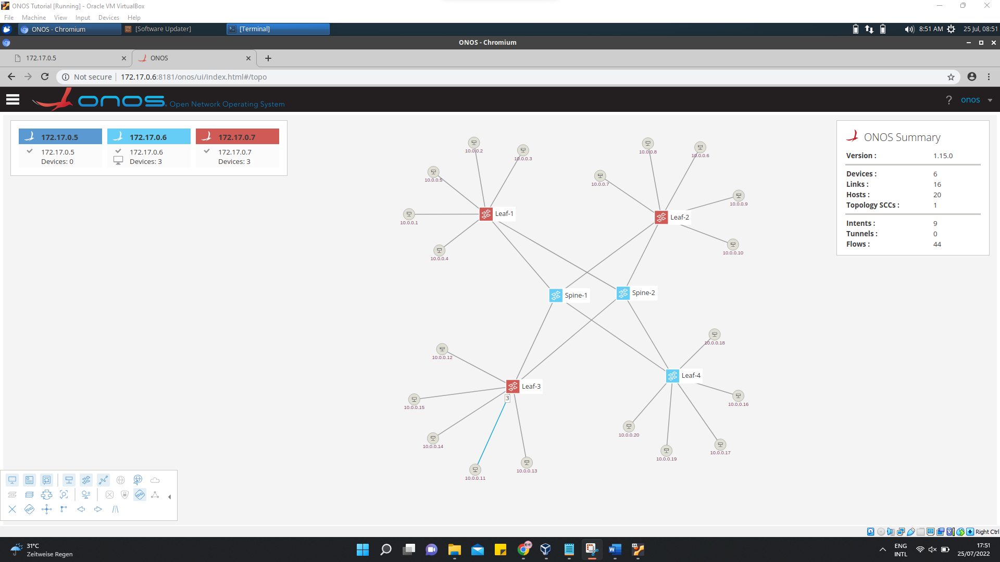 ONOS Tutorial [Running] - Oracle VM VirtualBox
File Machine View Input Devices Help
ONOS - Chromium
[Software Updater]
[Terminal]
8:51 AM
25 Jul, 08:51
ONOS - Chromium
172.17.0.5
ONOS
Not secure
172.17.0.6:8181/onos/ui/index.html#/topo
onos. Open Network Operating System
? onos
172.17.0.5
172.17.0.5
Devices: 0
172.17.0.6
172.17.0.6
Devices: 3
172.17.0.7
172.17.0.7
Devices: 3
ONOS Summary
Version : 1.15.0
Devices : 6
Links : 16
Hosts : 20
Topology SCCs : 1
Intents : 9
Tunnels : 0
Flows : 44
10.0.0.2
10.0.0.3
10.0.0.5
10.0.0.1
10.0.0.4
Leaf-1
10.0.0.8
10.0.0.6
10.0.0.7
10.0.0.9
Leaf-2
10.0.0.10
Spine-1
Spine-2
10.0.0.12
Leaf-3
3
10.0.0.15
10.0.0.14
10.0.0.11
10.0.0.13
10.0.0.18
Leaf-4
10.0.0.16
10.0.0.20
10.0.0.19
10.0.0.17
Right Ctrl
31°C
Zeitweise Regen
ENG
INTL
17:51
25/07/2022